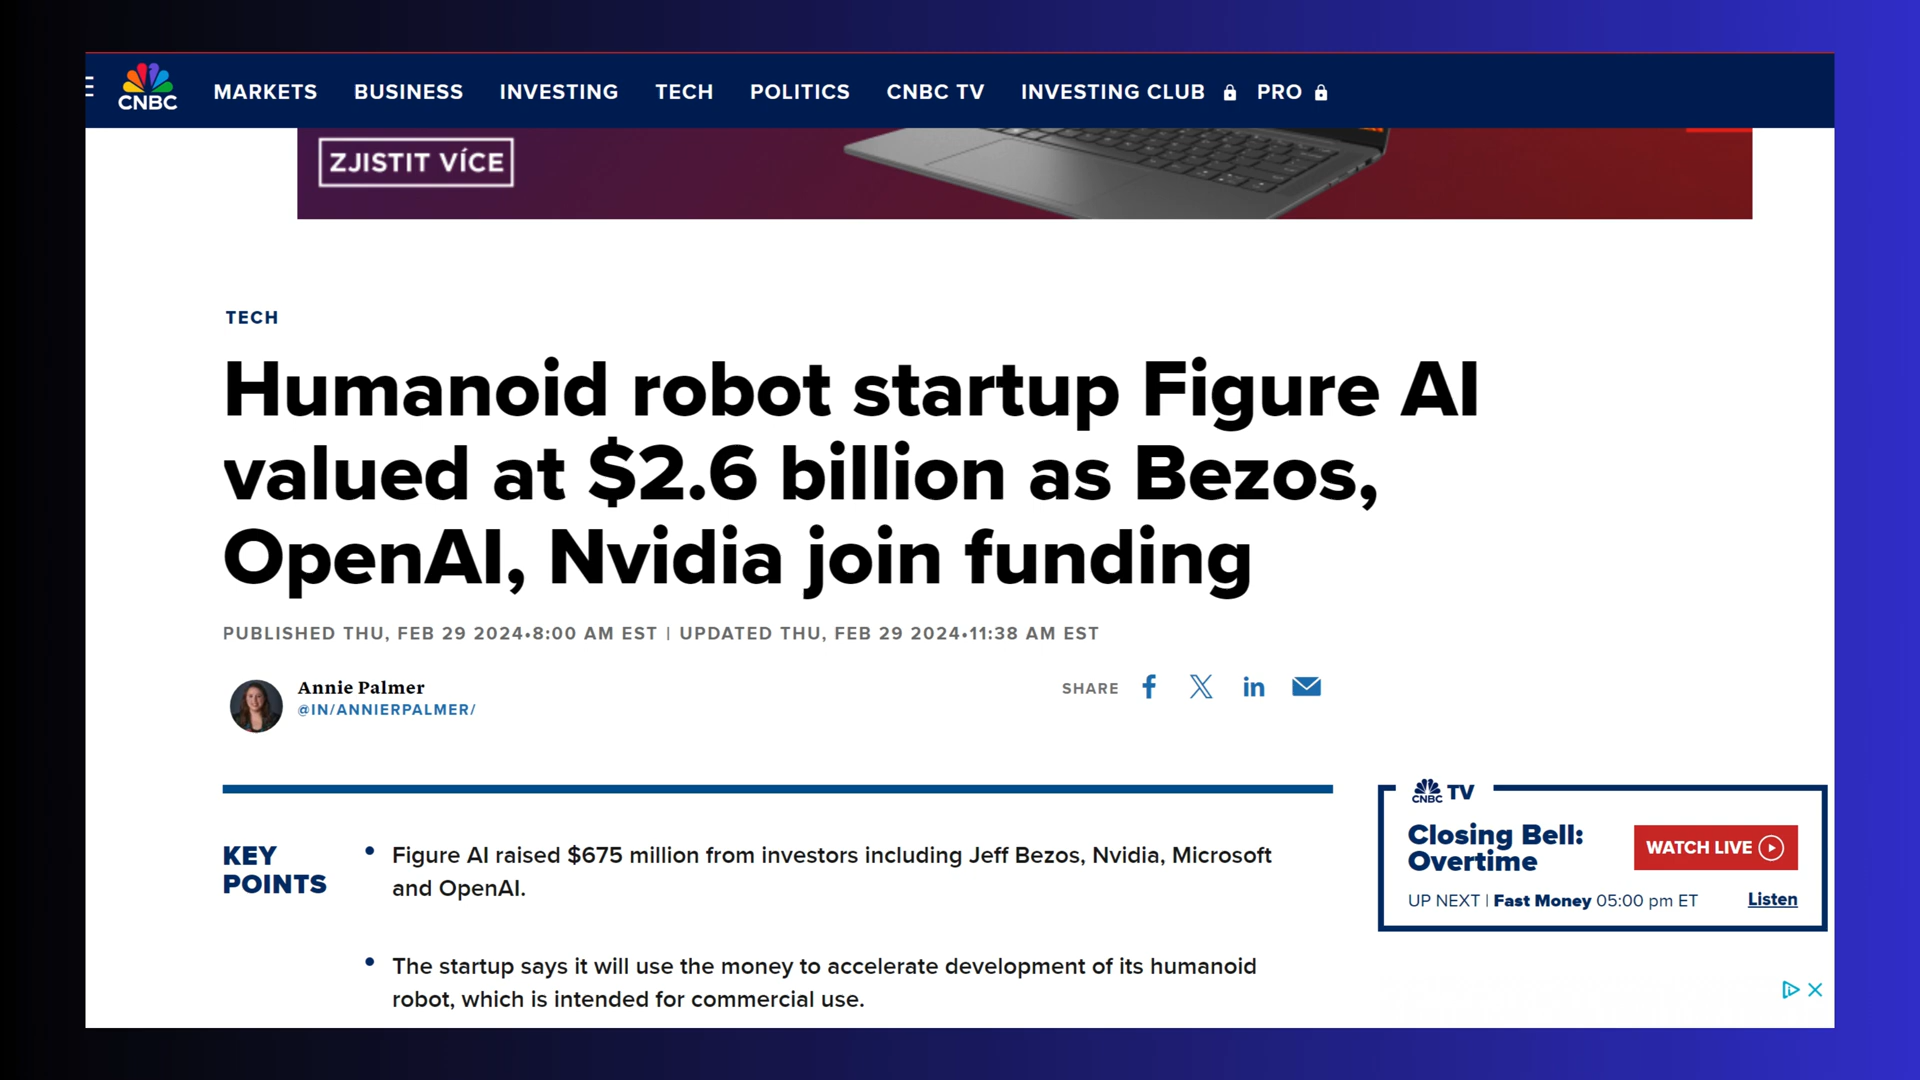 CNBC
MARKETS BUSINESS INVESTING TECH POLITICS CNBC TV INVESTING CLUB PRO
ZJISTIT VÍCE
TECH
Humanoid robot startup Figure AI
valued at $2.6 billion as Bezos,
OpenAI, Nvidia join funding
PUBLISHED THU, FEB 29 2024•8:00 AM EST | UPDATED THU, FEB 29 2024•11:38 AM EST
Annie Palmer
@IN/ANNIERPALMER/
SHARE
KEY
POINTS
• Figure AI raised $675 million from investors including Jeff Bezos, Nvidia, Microsoft
and OpenAI.
• The startup says it will use the money to accelerate development of its humanoid
robot, which is intended for commercial use.
CNBC TV
Closing Bell:
Overtime
WATCH LIVE
UP NEXT | Fast Money 05:00 pm ET
Listen